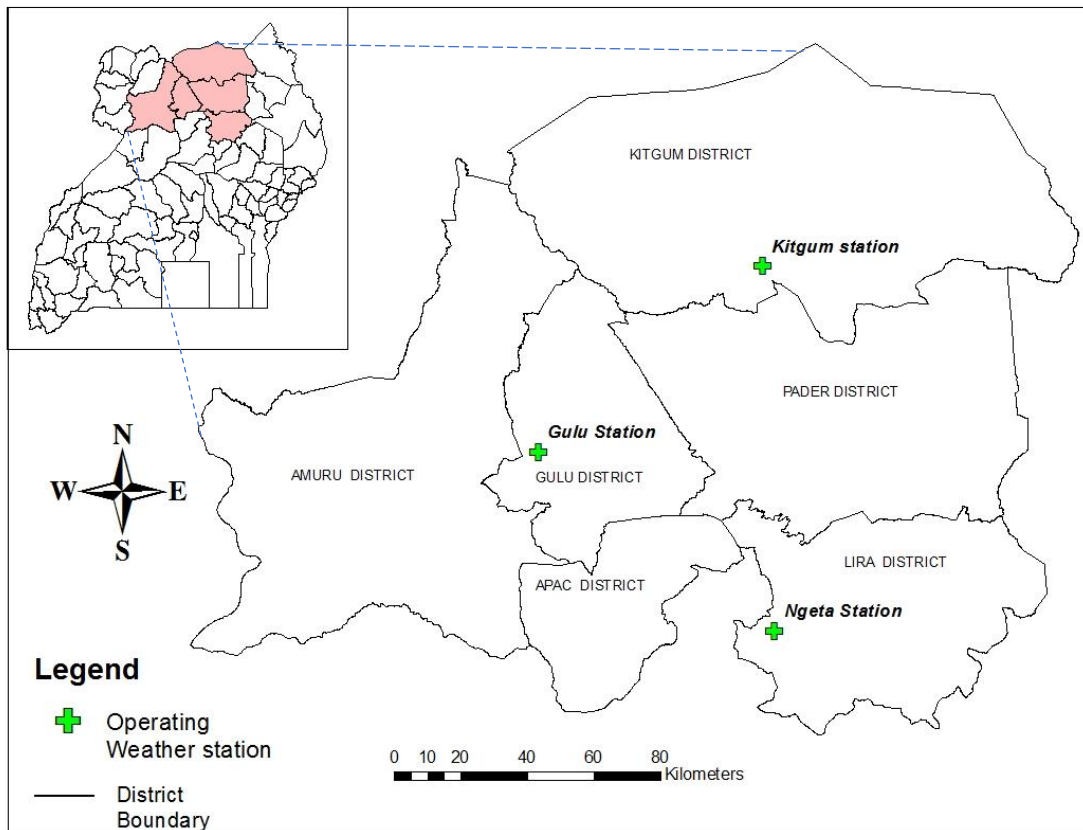 KITGUM DISTRICT
Kitgum station
PADER DISTRICT
Gulu Station
AMURU DISTRICT
GULU DISTRICT
N
W E
S
LIRA DISTRICT
APAC DISTRICT
Ngeta Station
Legend
Operating
Weather station
District
Boundary
0 10 20 40 60 80
Kilometers